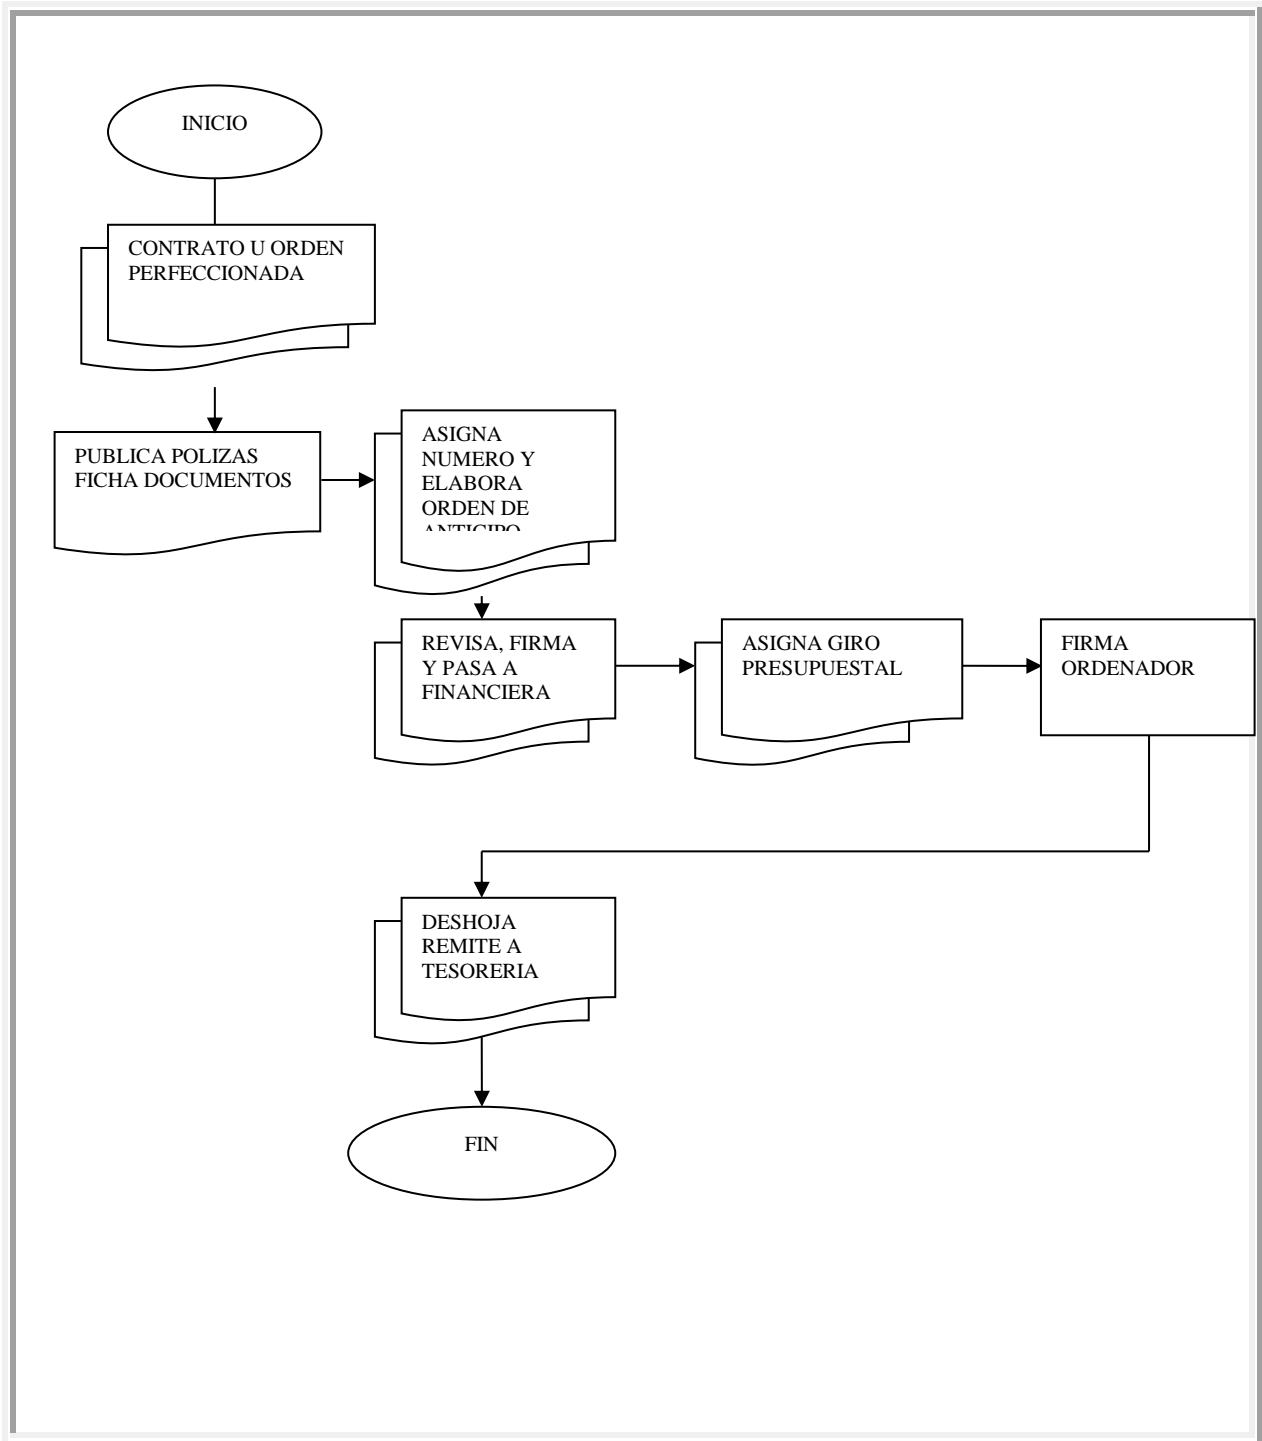 INICIO
CONTRATO U ORDEN
PERFECCIONADA
PUBLICA POLIZAS
FICHA DOCUMENTOS
ASIGNA
NUMERO Y
ELABORA
ORDEN DE
ANTICIPO
REVISA, FIRMA
Y PASA A
FINANCIERA
ASIGNA GIRO
PRESUPUESTAL
FIRMA
ORDENADOR
DESHOJA
REMITE A
TESORERIA
FIN